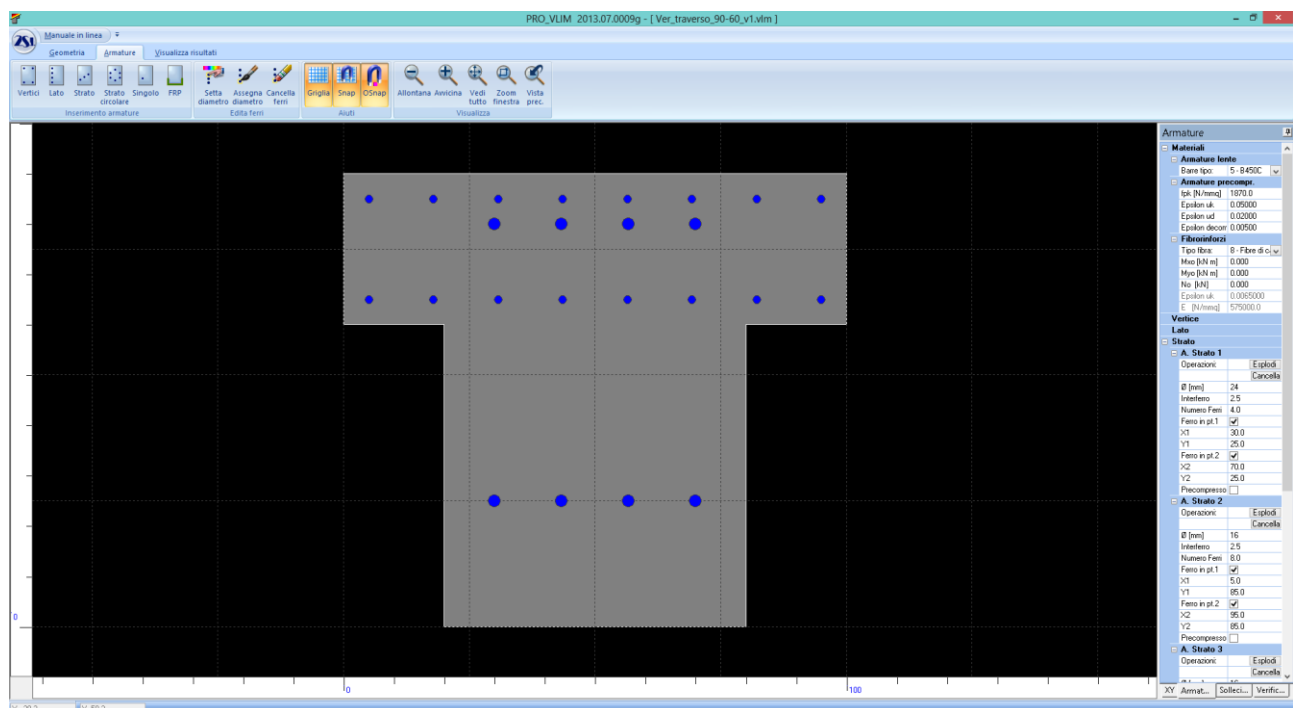 PRO_VLIM 2013.07.0009g - [ Ver_traverso_90-60_v1.vlm ]
2SI
Manuale in linea
Geometria Armature Visualizza risultati
Vertici Lato Strato Strato circolare Singolo FRP
Setta diametro Assegna diametro Cancella ferri
Griglia Snap OSnap
Allontana Avvicina Vedi tutto Zoom finestra Vista prec.
Inserimento armature Edita ferri Aiuti Visualizza
Armature
Materiali
Armature lente
Barre tipo: 5 - B450C
Armature precompr.
fpk [N/mmq] 1870.0
Epsilon uk 0.05000
Epsilon ud 0.02000
Epsilon decom 0.00500
Fibrorinforzi
Tipo fibra: 8 - Fibre di c
Mxo [kN m] 0.000
Myo [kN m] 0.000
No [kN] 0.000
Epsilon uk 0.0065000
E [N/mmq] 575000.0
Vertice
Lato
Strato
A. Strato 1
Operazioni: Esplodi
Cancella
Ø [mm] 24
Interferro 2.5
Numero Ferri 4.0
Ferro in pt.1
X1 30.0
Y1 25.0
Ferro in pt.2
X2 70.0
Y2 25.0
Precompresso
A. Strato 2
Operazioni: Esplodi
Cancella
Ø [mm] 16
Interferro 2.5
Numero Ferri 8.0
Ferro in pt.1
X1 5.0
Y1 85.0
Ferro in pt.2
X2 95.0
Y2 85.0
Precompresso
A. Strato 3
Operazioni: Esplodi
Cancella
0
0 100
XY Armat... Solleci... Verific...